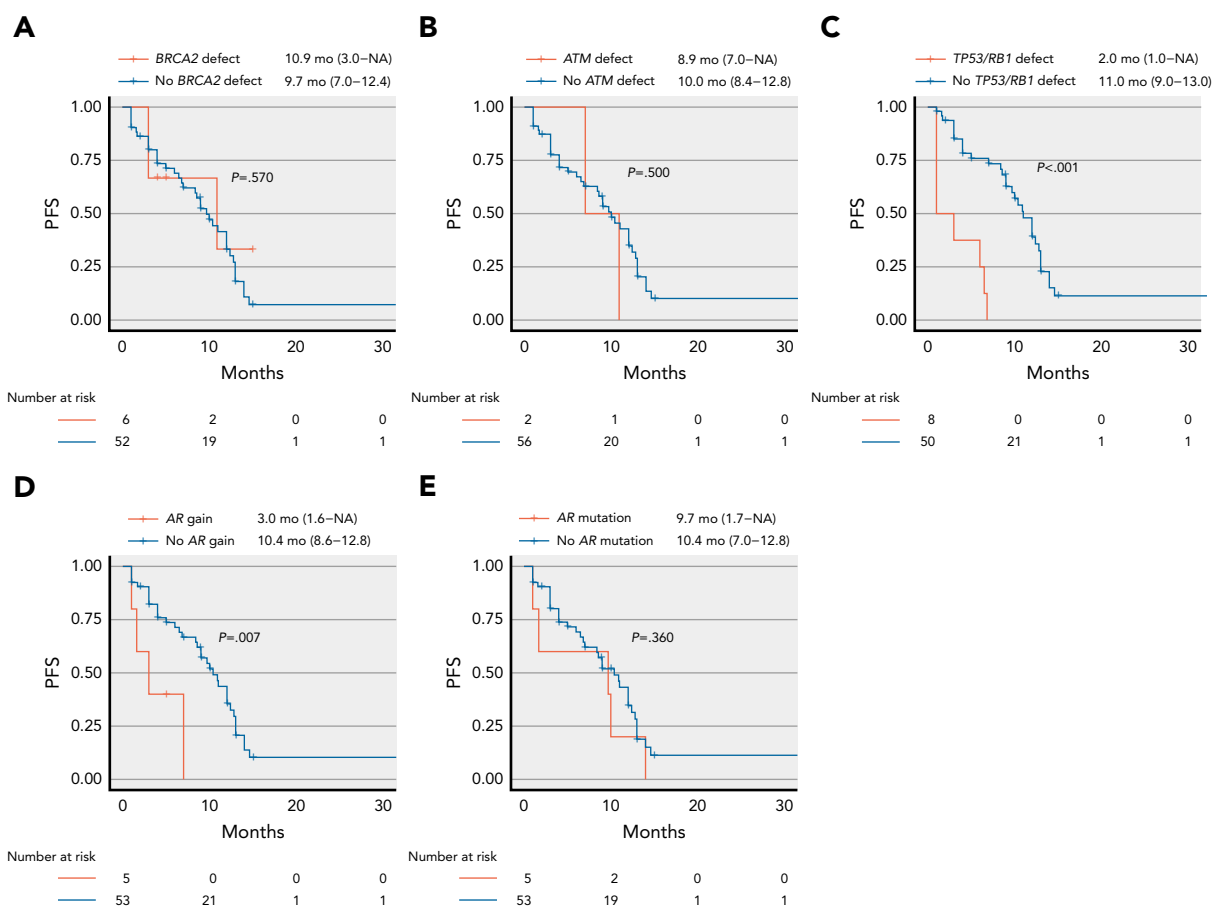 A
BRCA2 defect 10.9 mo (3.0–NA)
No BRCA2 defect 9.7 mo (7.0–12.4)
1.00
0.75
0.50
0.25
0.00
PFS
P=.570
0 10 20 30
Months
Number at risk
6 2 0 0
52 19 1 1
B
ATM defect 8.9 mo (7.0–NA)
No ATM defect 10.0 mo (8.4–12.8)
1.00
0.75
0.50
0.25
0.00
PFS
P=.500
0 10 20 30
Months
Number at risk
2 1 0 0
56 20 1 1
C
TP53/RB1 defect 2.0 mo (1.0–NA)
No TP53/RB1 defect 11.0 mo (9.0–13.0)
1.00
0.75
0.50
0.25
0.00
PFS
P<.001
0 10 20 30
Months
Number at risk
8 0 0 0
50 21 1 1
D
AR gain 3.0 mo (1.6–NA)
No AR gain 10.4 mo (8.6–12.8)
1.00
0.75
0.50
0.25
0.00
PFS
P=.007
0 10 20 30
Months
Number at risk
5 0 0 0
53 21 1 1
E
AR mutation 9.7 mo (1.7–NA)
No AR mutation 10.4 mo (7.0–12.8)
1.00
0.75
0.50
0.25
0.00
PFS
P=.360
0 10 20 30
Months
Number at risk
5 2 0 0
53 19 1 1